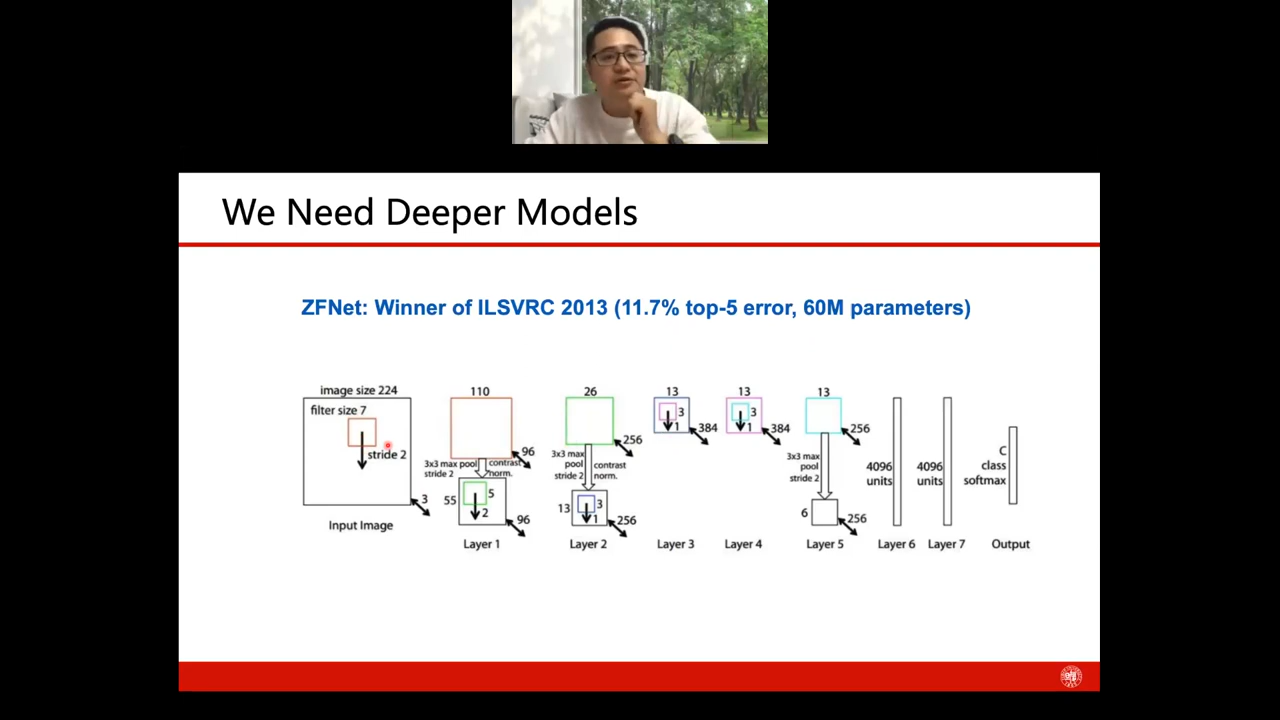 We Need Deeper Models
ZFNet: Winner of ILSVRC 2013 (11.7% top-5 error, 60M parameters)
image size 224
filter size 7
stride 2
3
Input Image
110
96
3x3 max pool
stride 2
contrast
norm.
55
5
2
96
Layer 1
26
256
3x3 max
pool
stride 2
contrast
norm.
13
3
1
256
Layer 2
13
3
1
384
Layer 3
13
3
1
384
Layer 4
13
256
3x3 max
pool
stride 2
6
256
Layer 5
4096
units
Layer 6
4096
units
Layer 7
C
class
softmax
Output